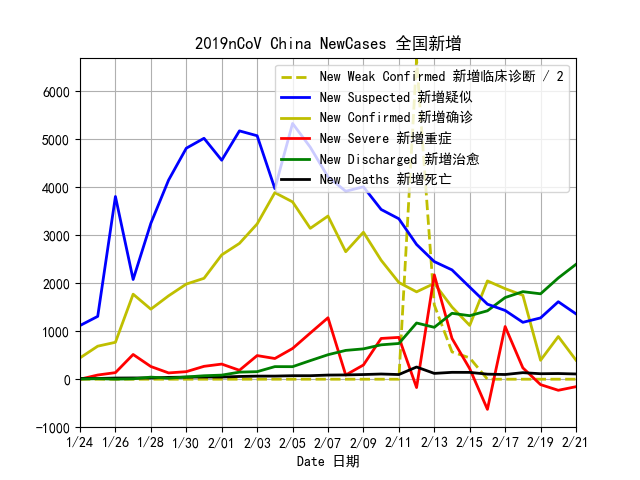 2019nCoV China NewCases 全国新增
New Weak Confirmed 新增临床诊断 / 2
New Suspected 新增疑似
New Confirmed 新增确诊
New Severe 新增重症
New Discharged 新增治愈
New Deaths 新增死亡
6000
5000
4000
3000
2000
1000
0
-1000
1/24 1/26 1/28 1/30 2/01 2/03 2/05 2/07 2/09 2/11 2/13 2/15 2/17 2/19 2/21
Date 日期